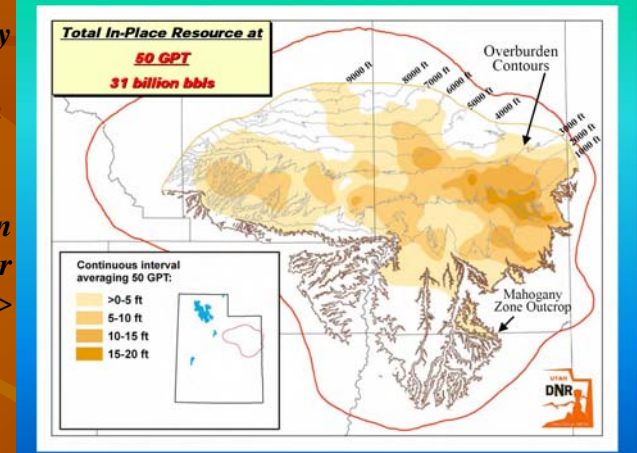 y
n
r
>
Total In-Place Resource at
50 GPT
31 billion bbls
Overburden
Contours
9000 ft
8000 ft
7000 ft
6000 ft
5000 ft
4000 ft
3000 ft
2000 ft
1000 ft
Continuous interval
averaging 50 GPT:
>0-5 ft
5-10 ft
10-15 ft
15-20 ft
Mahogany
Zone Outcrop
UTAH
DNR